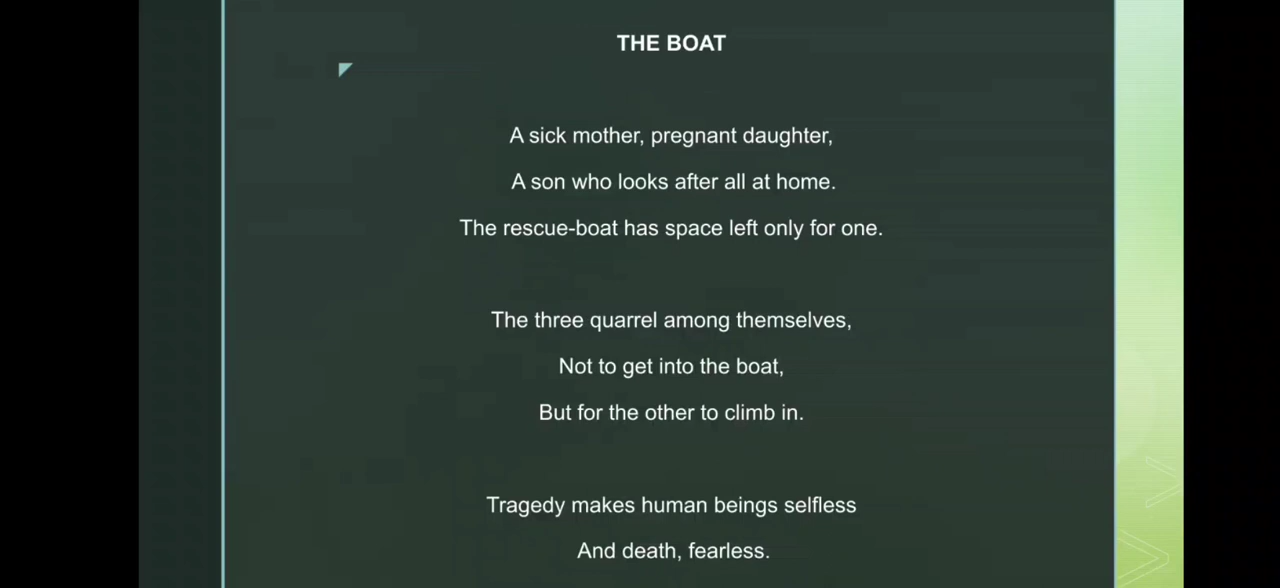 THE BOAT
A sick mother, pregnant daughter,
A son who looks after all at home.
The rescue-boat has space left only for one.
The three quarrel among themselves,
Not to get into the boat,
But for the other to climb in.
Tragedy makes human beings selfless
And death, fearless.